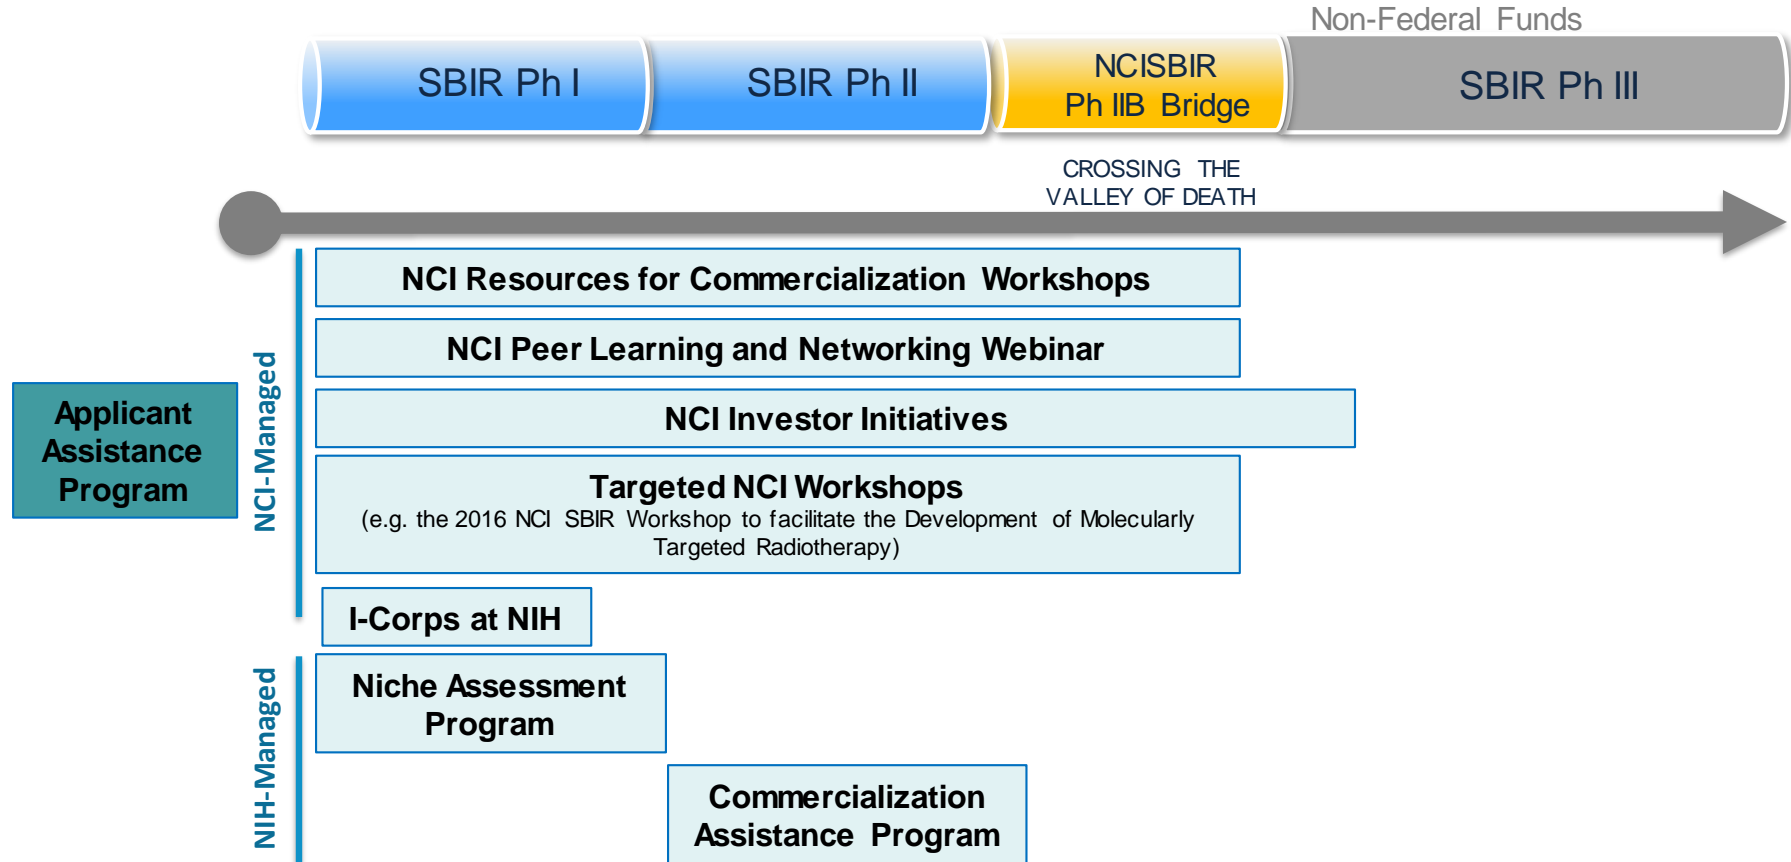 Non-Federal Funds
SBIR Ph I
SBIR Ph II
NCISBIR
Ph IIB Bridge
SBIR Ph III
CROSSING THE
VALLEY OF DEATH
Applicant
Assistance
Program
NCI-Managed
NCI Resources for Commercialization Workshops
NCI Peer Learning and Networking Webinar
NCI Investor Initiatives
Targeted NCI Workshops
(e.g. the 2016 NCI SBIR Workshop to facilitate the Development of Molecularly
Targeted Radiotherapy)
I-Corps at NIH
NIH-Managed
Niche Assessment
Program
Commercialization
Assistance Program